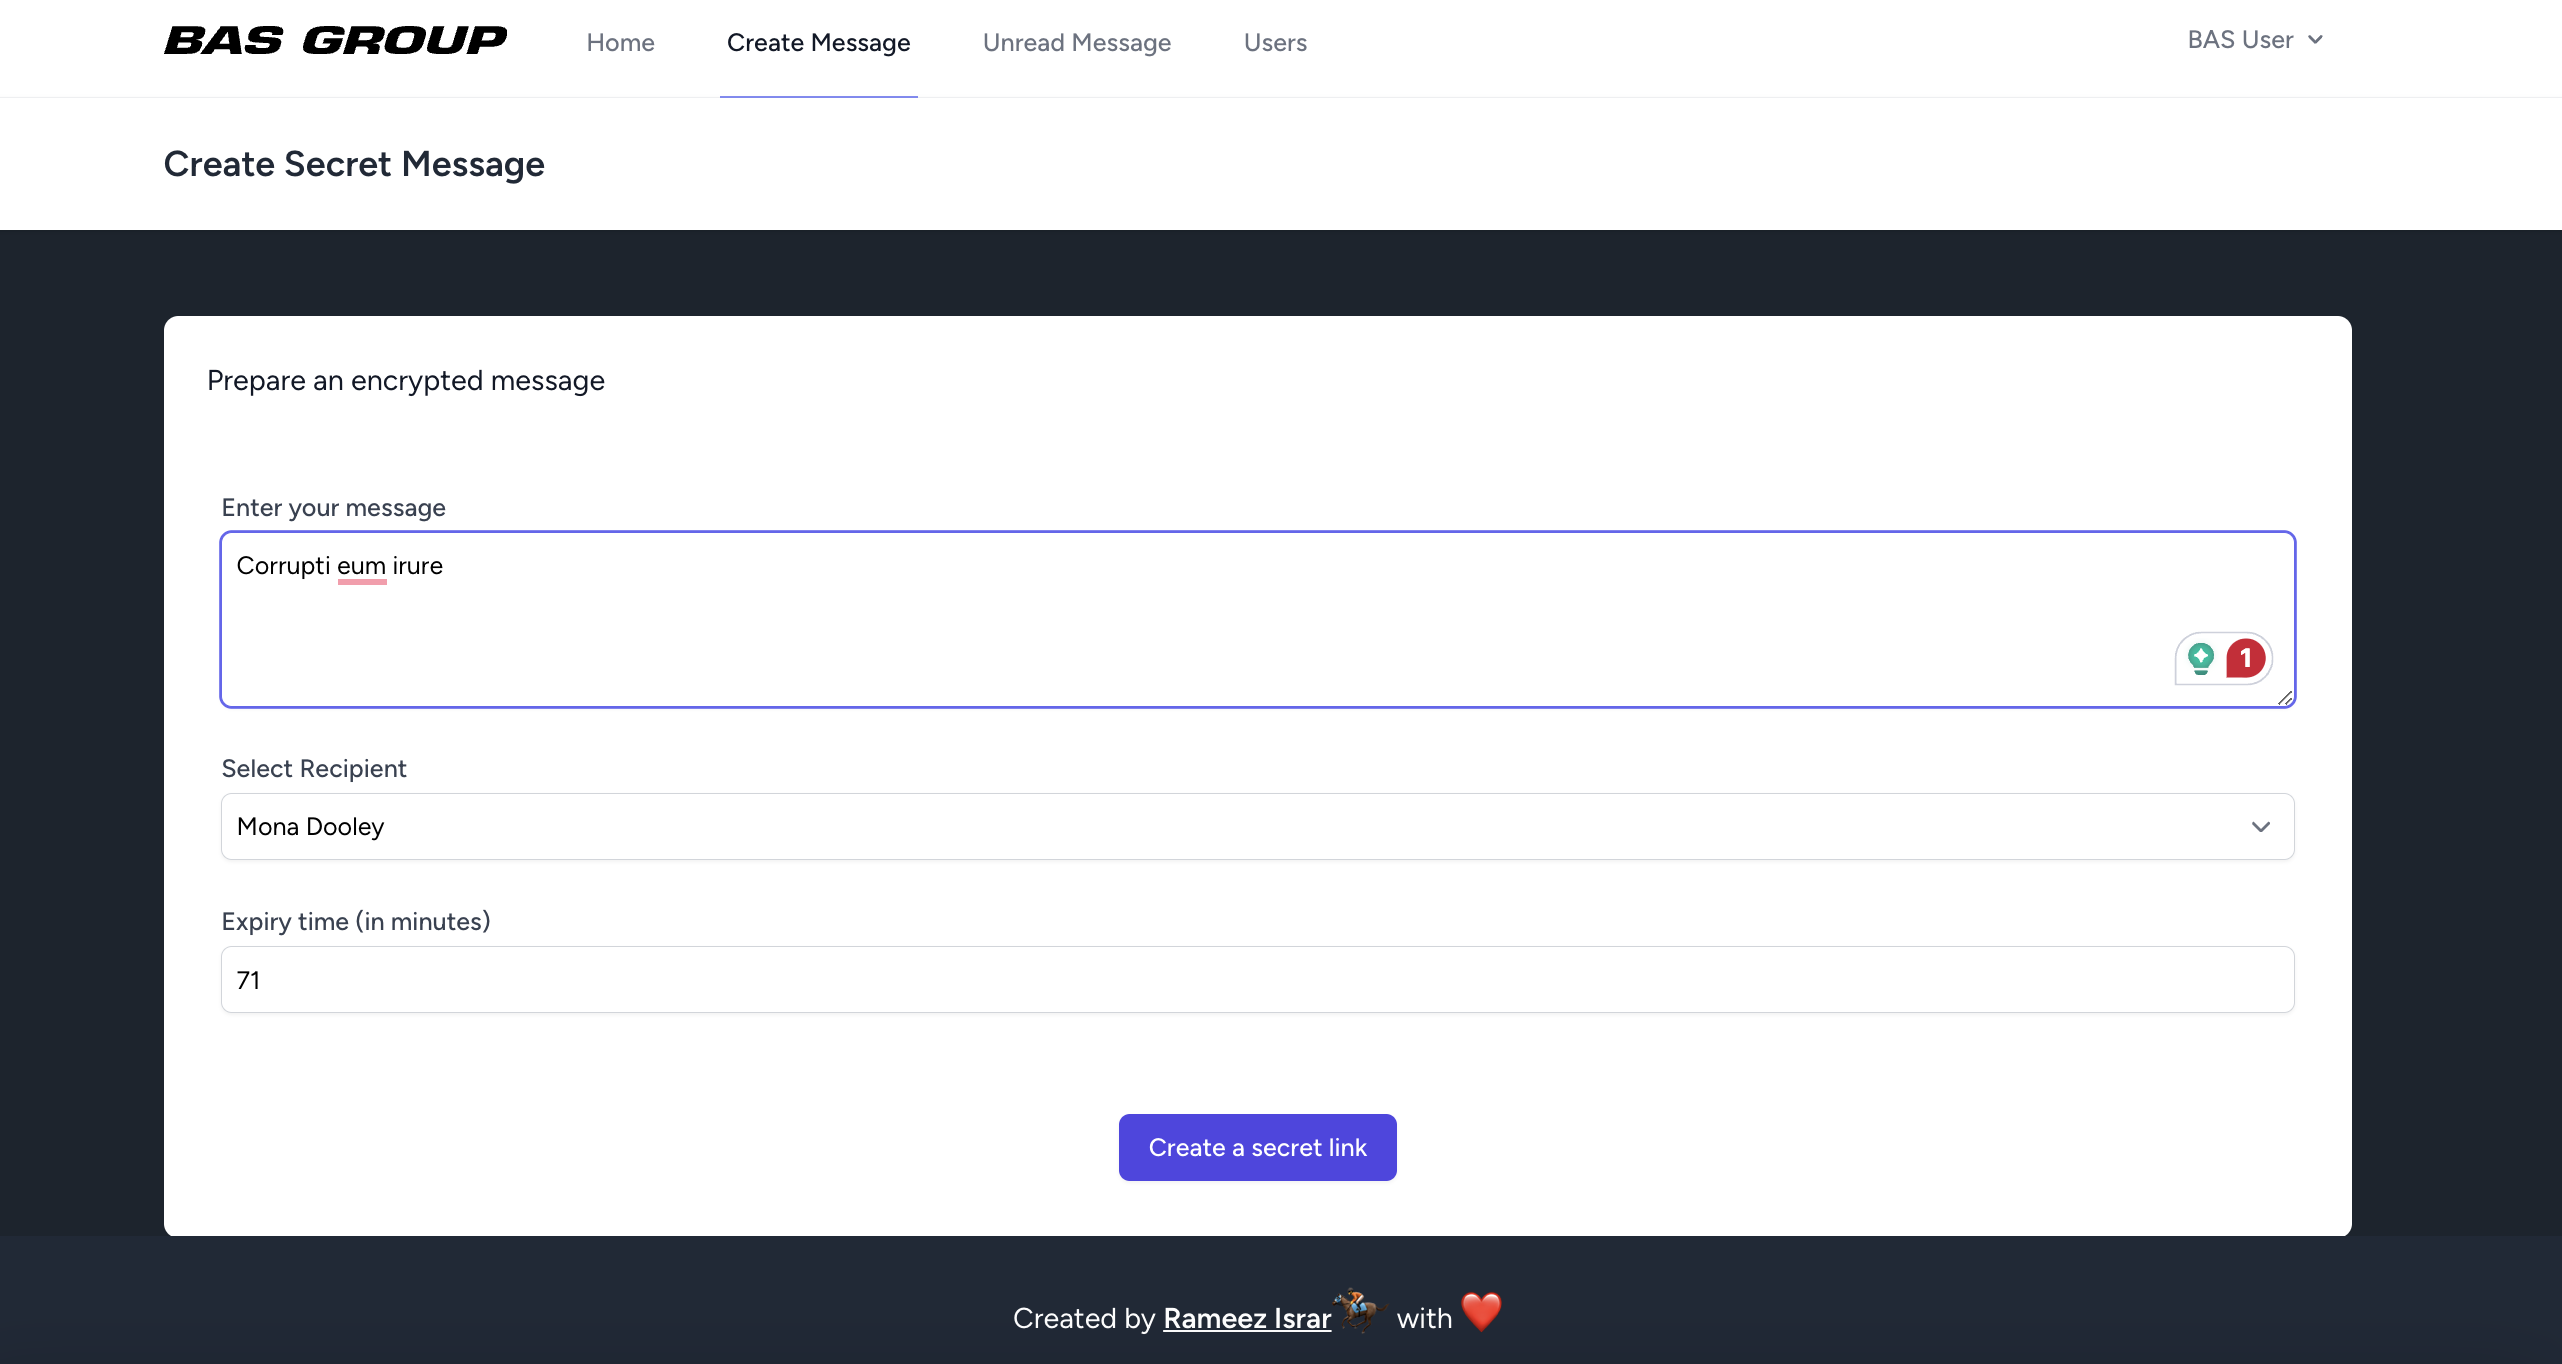 BAS GROUP
Home
Create Message
Unread Message
Users
BAS User
Create Secret Message
Prepare an encrypted message
Enter your message
Corrupti eum irure
1
Select Recipient
Mona Dooley
Expiry time (in minutes)
71
Create a secret link
Created by Rameez Israr🏇 with ❤️